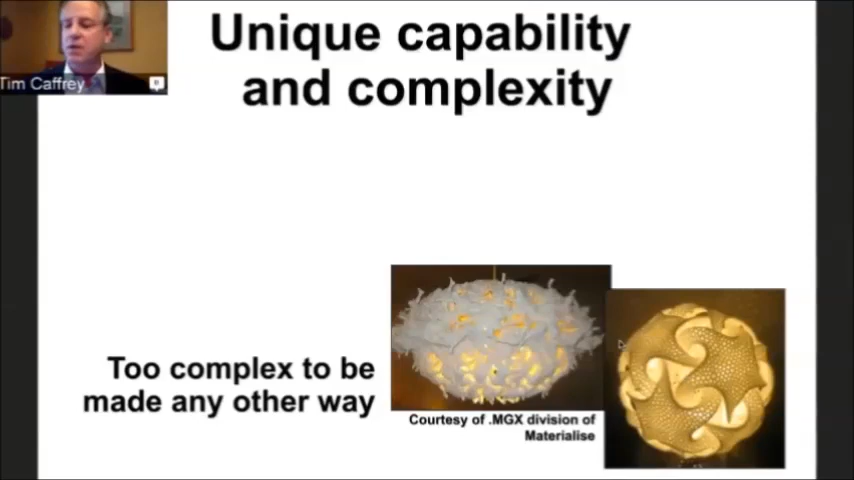 Unique capability
and complexity
Tim Caffrey
Too complex to be
made any other way
Courtesy of .MGX division of
Materialise